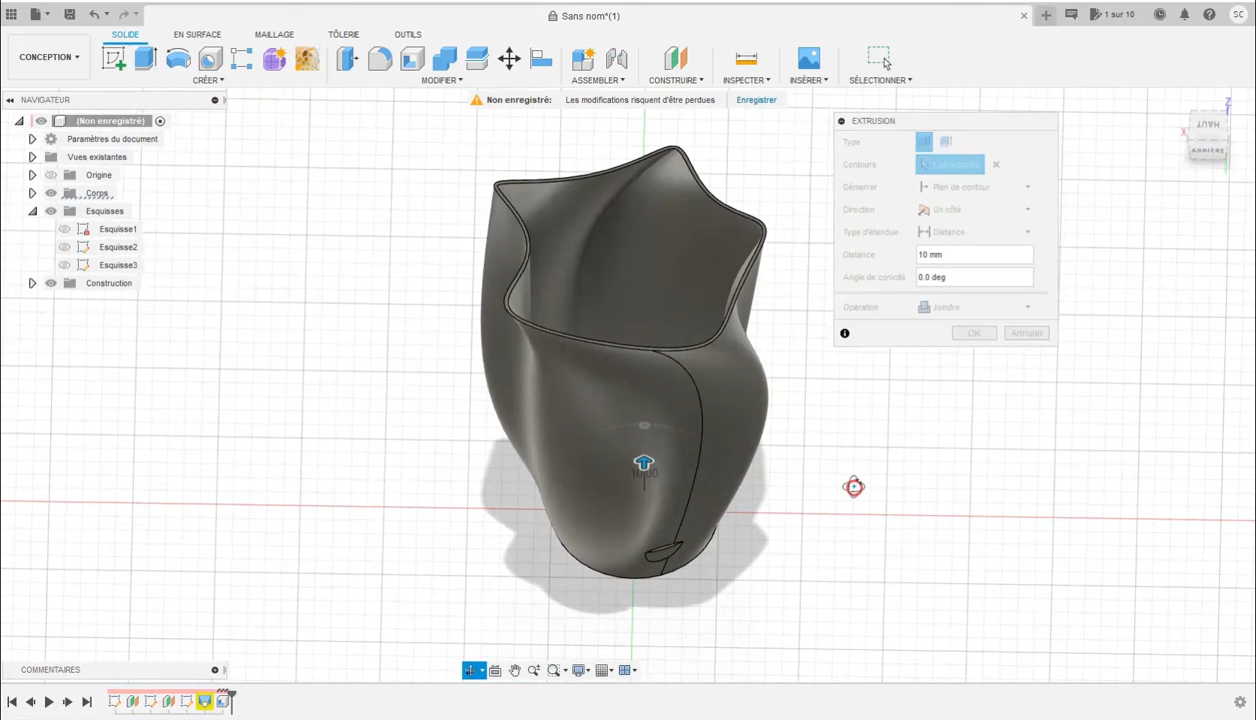 Sans nom*(1)
1 sur 10
SC
CONCEPTION
SOLIDE
EN SURFACE
MAILLAGE
TÔLERIE
OUTILS
CRÉER
MODIFIER
ASSEMBLER
CONSTRUIRE
INSPECTER
INSÉRER
SÉLECTIONNER
NAVIGATEUR
Non enregistré:
Les modifications risquent d'être perdues
Enregistrer
(Non enregistré)
Paramètres du document
Vues existantes
Origine
Corps
Esquisses
Esquisse1
Esquisse2
Esquisse3
Construction
EXTRUSION
Type
Contours
Démarrer
Plan de contour
Direction
Un côté
Type d'étendue
Distance
Distance
10 mm
Angle de conicité
0.0 deg
Opération
Joindre
OK
Annuler
Z
X
HAUT
ARRIÈRE
10.00
COMMENTAIRES